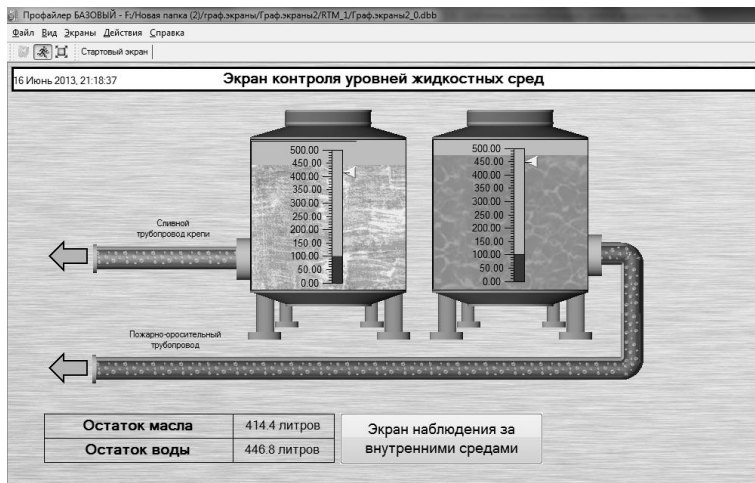 Профайлер БАЗОВЫЙ - F:/Новая папка (2)/граф.экраны/Граф.экраны2/RTM_1/Граф.экраны2_0.dbb
Файл Вид Экраны Действия Справка
Стартовый экран
16 Июнь 2013, 21:18:37
Экран контроля уровней жидкостных сред
500.00
450.00
400.00
350.00
300.00
250.00
200.00
150.00
100.00
50.00
0.00
500.00
450.00
400.00
350.00
300.00
250.00
200.00
150.00
100.00
50.00
0.00
Сливной
трубопровод крепи
Пожарно-оросительный
трубопровод
Остаток масла 414.4 литров
Остаток воды 446.8 литров
Экран наблюдения за
внутренними средами